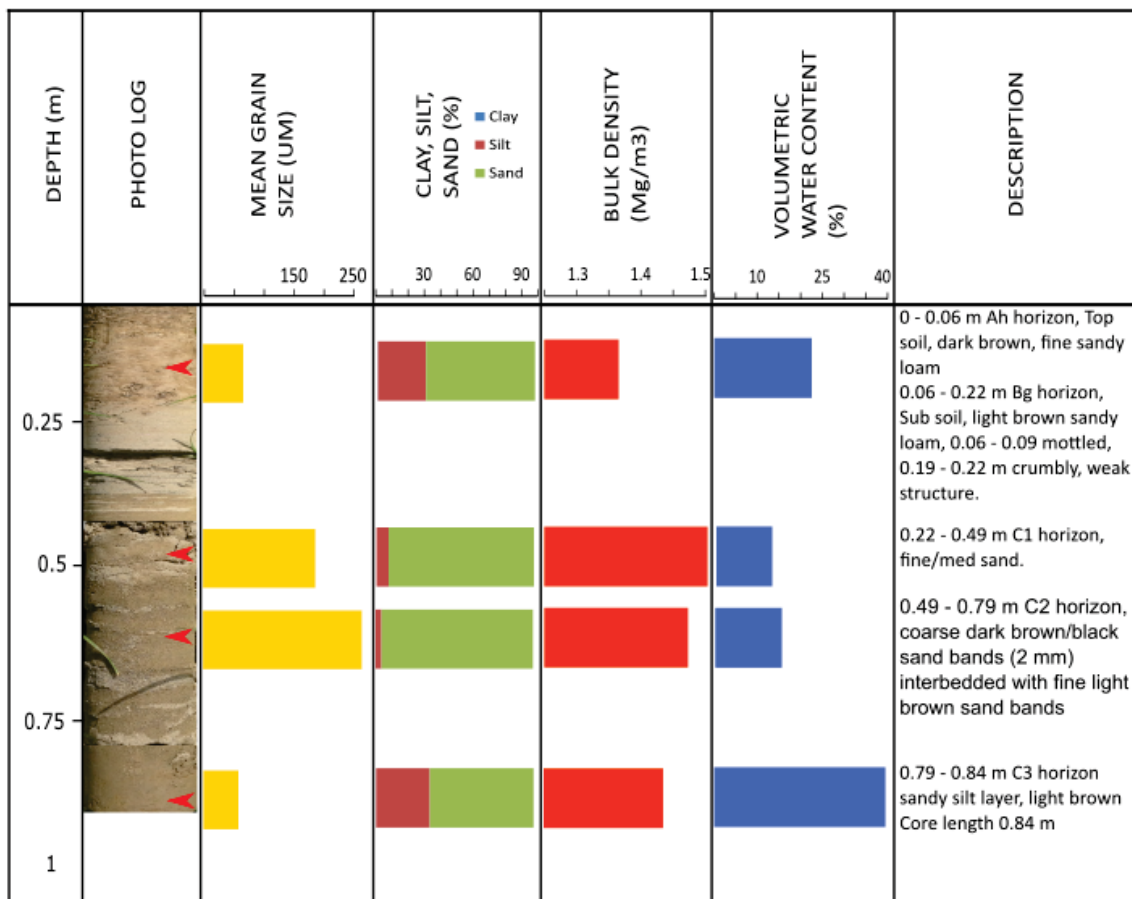 DEPTH (m)
PHOTO LOG
MEAN GRAIN
SIZE (UM)
CLAY, SILT,
SAND (%)
Clay
Silt
Sand
BULK DENSITY
(Mg/m3)
VOLUMETRIC
WATER CONTENT
(%)
DESCRIPTION
150 250
30 60 90
1.3 1.4 1.5
10 25 40
0.25
0.5
0.75
1
0 - 0.06 m Ah horizon, Top
soil, dark brown, fine sandy
loam
0.06 - 0.22 m Bg horizon,
Sub soil, light brown sandy
loam, 0.06 - 0.09 mottled,
0.19 - 0.22 m crumbly, weak
structure.
0.22 - 0.49 m C1 horizon,
fine/med sand.
0.49 - 0.79 m C2 horizon,
coarse dark brown/black
sand bands (2 mm)
interbedded with fine light
brown sand bands
0.79 - 0.84 m C3 horizon
sandy silt layer, light brown
Core length 0.84 m